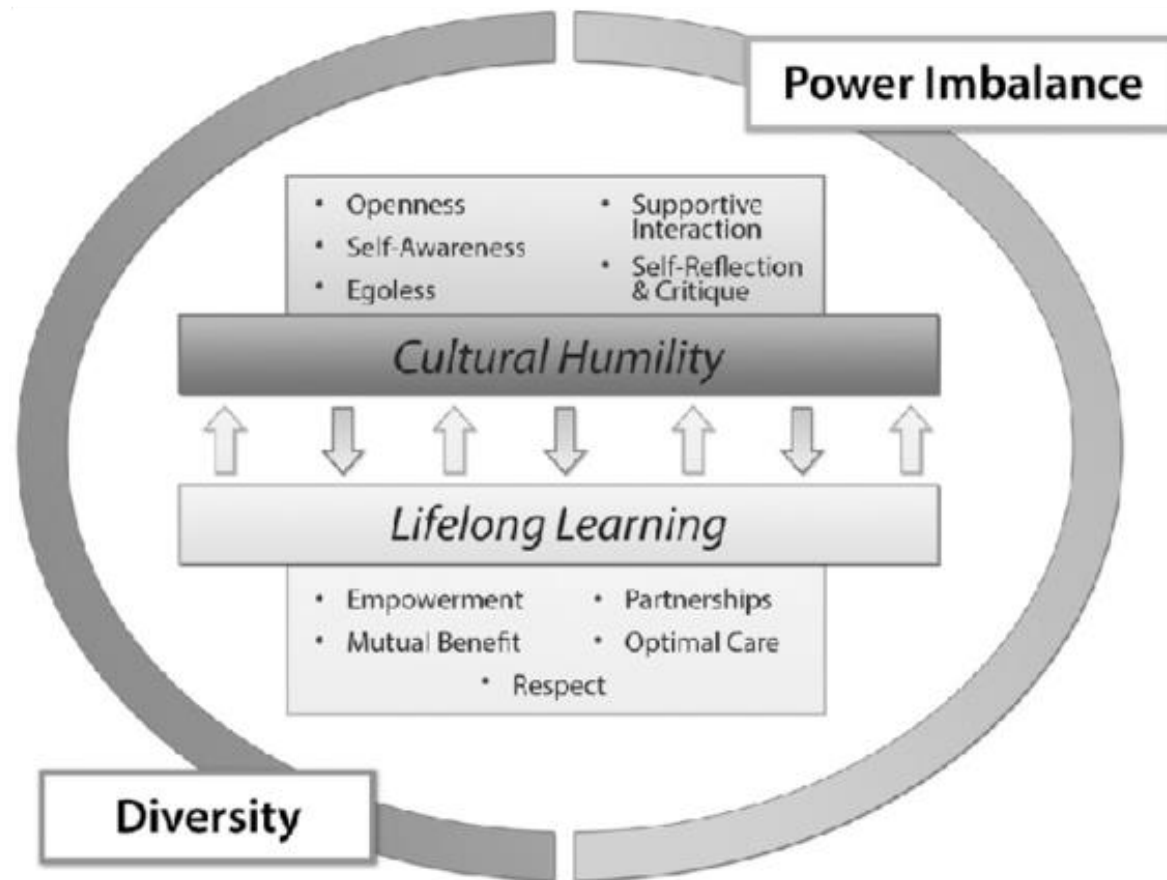 Power Imbalance
• Openness
• Self-Awareness
• Egoless
• Supportive
Interaction
• Self-Reflection
& Critique
Cultural Humility
Lifelong Learning
• Empowerment
• Mutual Benefit
• Partnerships
• Optimal Care
• Respect
Diversity